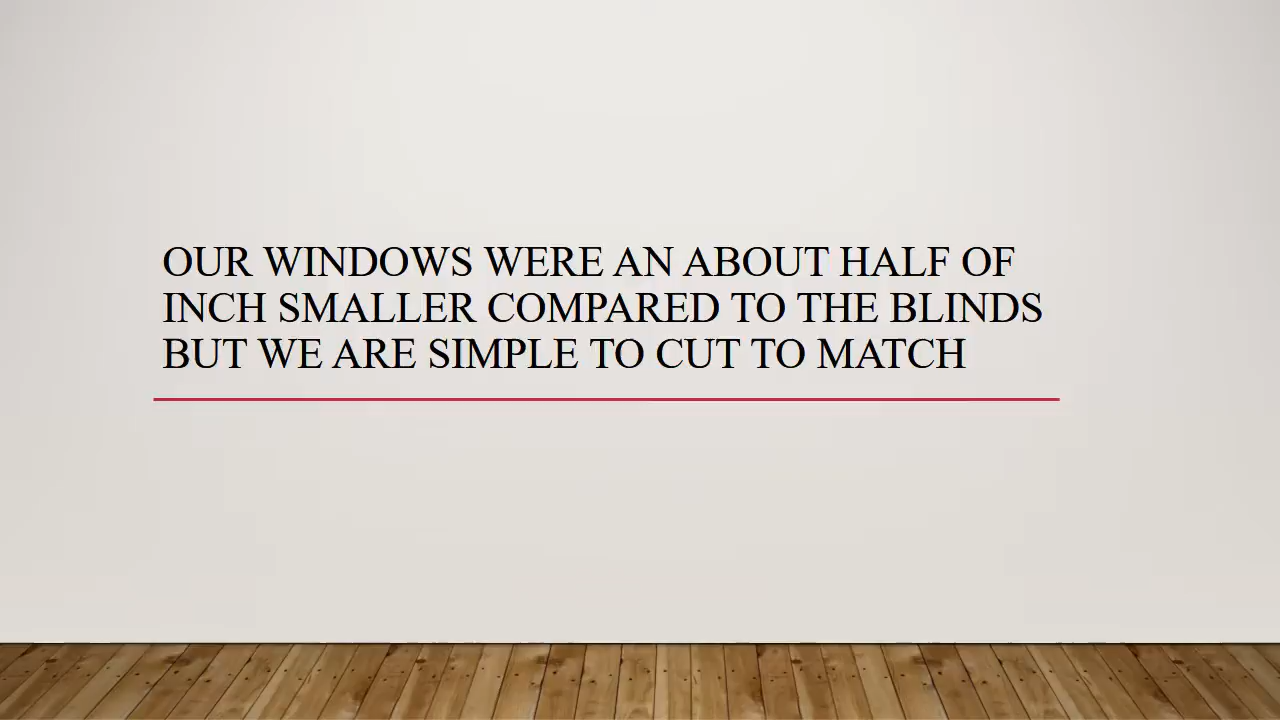 OUR WINDOWS WERE AN ABOUT HALF OF
INCH SMALLER COMPARED TO THE BLINDS
BUT WE ARE SIMPLE TO CUT TO MATCH